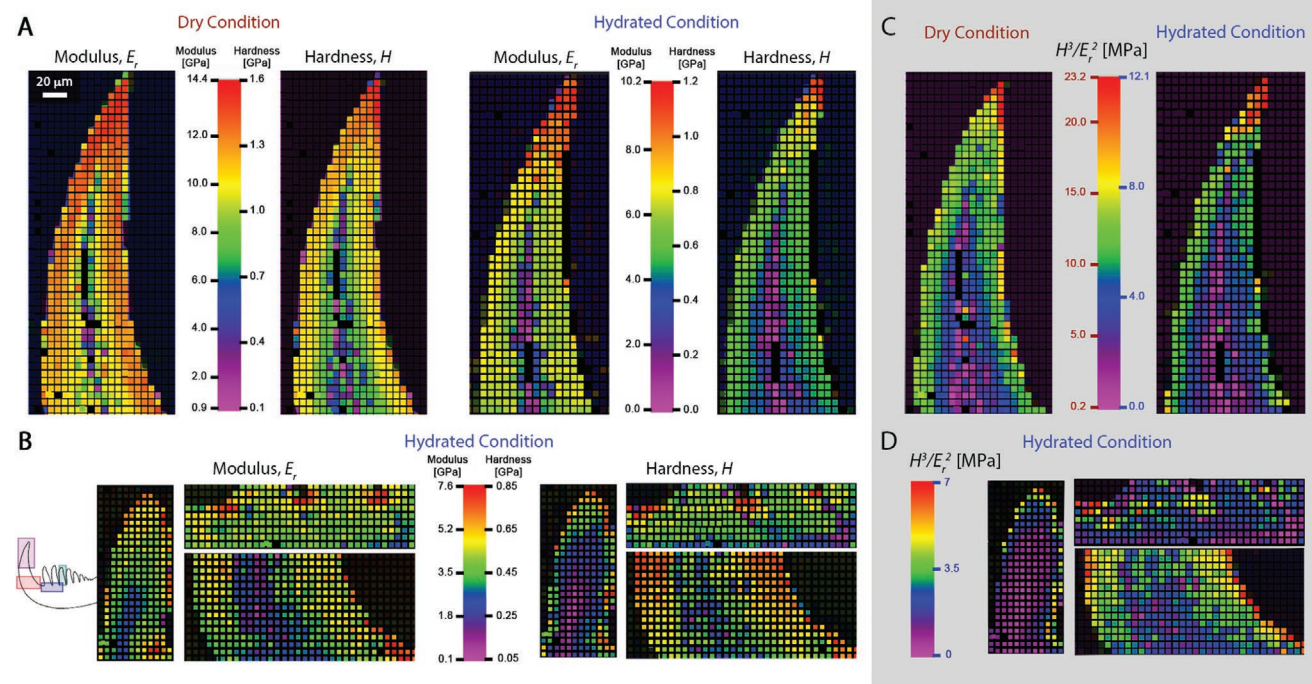 A
Dry Condition
Modulus, Er
Modulus
[GPa]
Hardness
[GPa]
Hardness, H
20 μm
14.4
12.0
10.0
8.0
6.0
4.0
2.0
0.9
1.6
1.3
1.0
0.7
0.4
0.1
Hydrated Condition
Modulus, Er
Modulus
[GPa]
Hardness
[GPa]
Hardness, H
10.2
8.0
6.0
4.0
2.0
0.0
1.2
1.0
0.8
0.6
0.4
0.2
0.0
C
Dry Condition
Hydrated Condition
H³/Er² [MPa]
23.2
20.0
15.0
10.0
5.0
0.2
12.1
8.0
4.0
0.0
B
Hydrated Condition
Modulus, Er
Modulus
[GPa]
Hardness
[GPa]
Hardness, H
7.6
5.2
4.5
2.5
0.1
0.85
0.65
0.45
0.25
0.05
D
Hydrated Condition
H³/Er² [MPa]
7
3.5
0